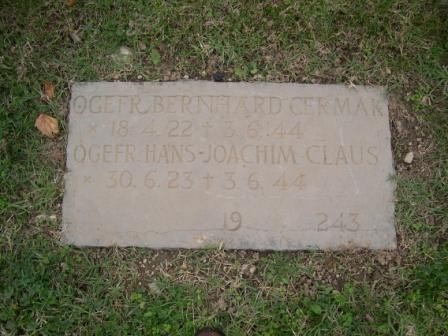 OGEFR. BERNHARD CERMAK
* 18.4.22 † 3.6.44
OGEFR. HANS-JOACHIM CLAUS
* 30.6.23 † 3.6.44
19 243